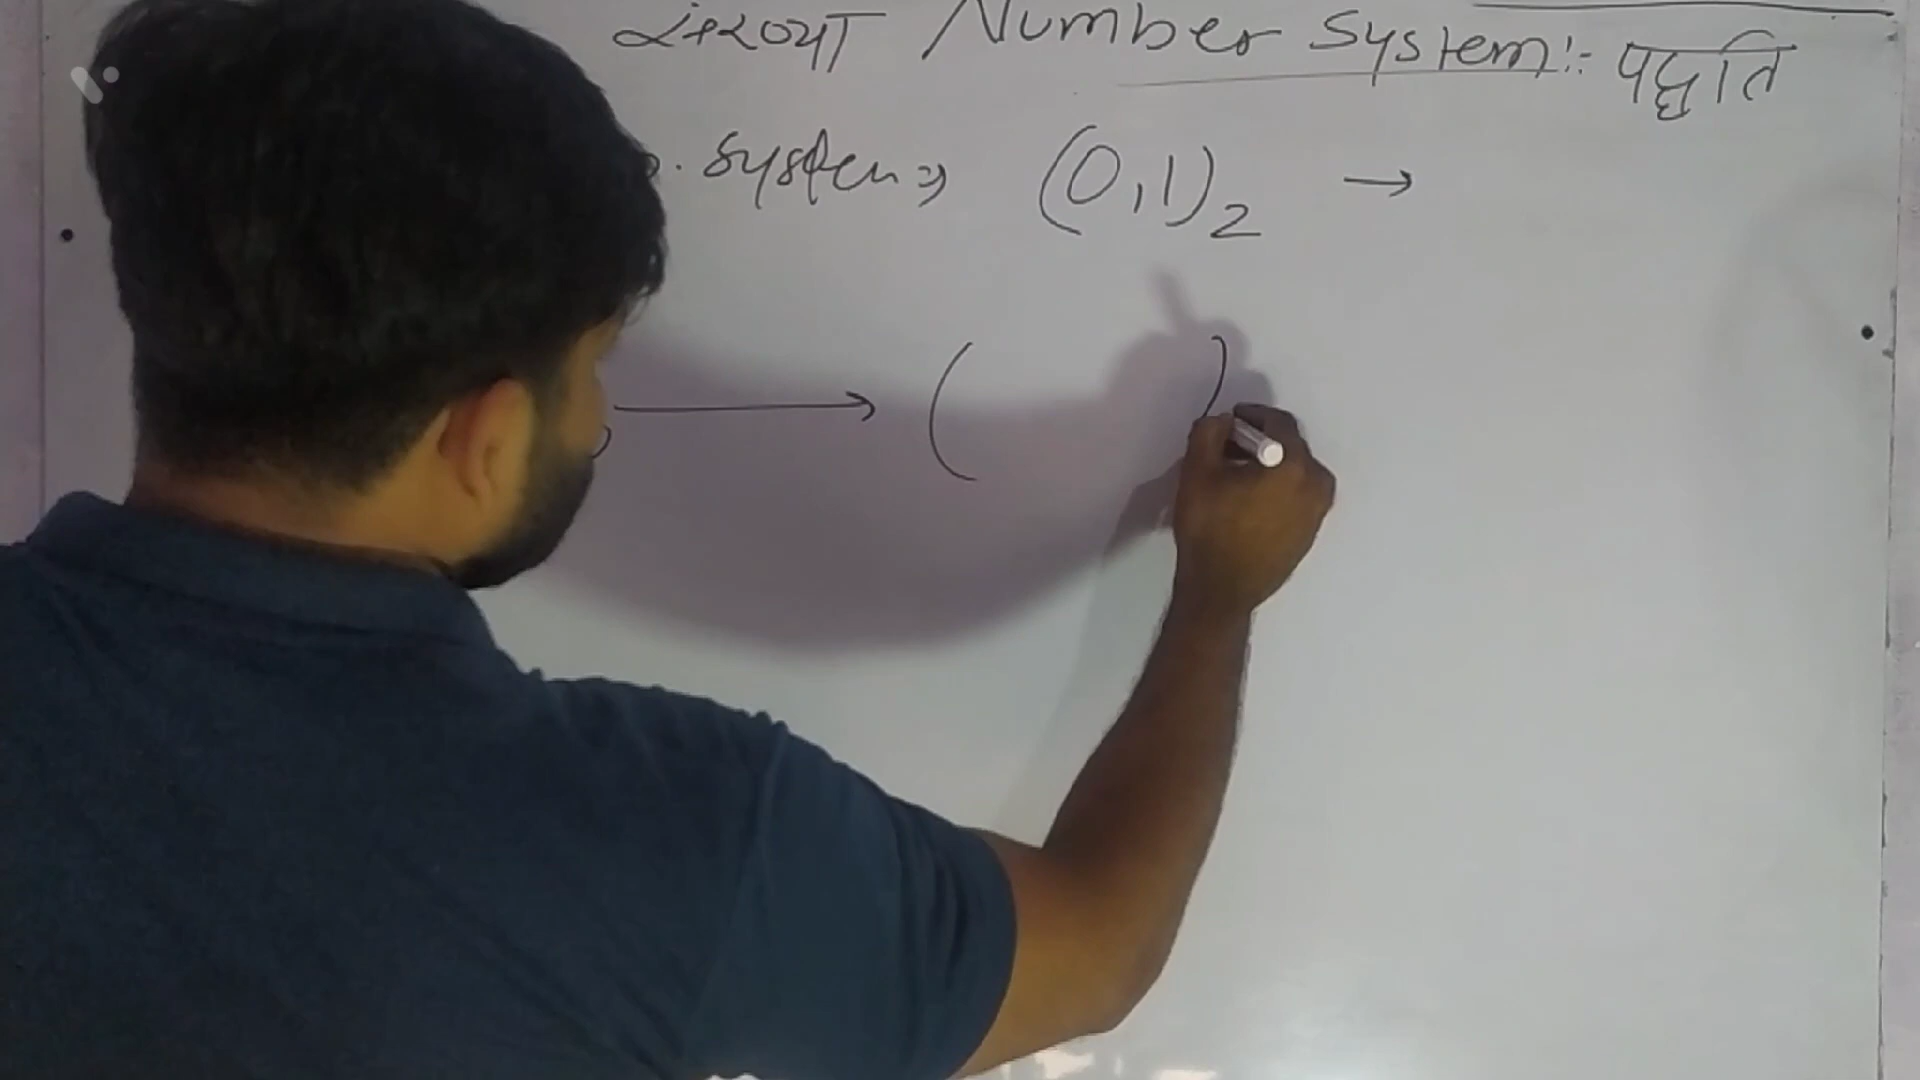 संख्या Number System:- पद्धति
. system ⇒ (0,1)₂ →
→ ( )